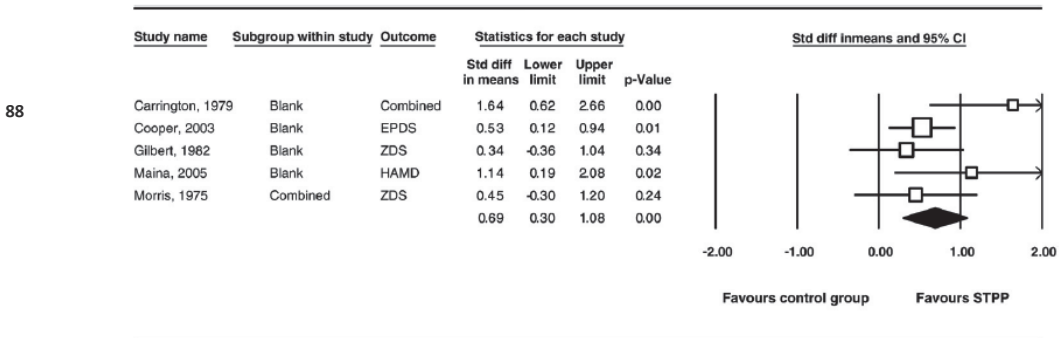 Study name Subgroup within study Outcome Statistics for each study Std diff inmeans and 95% CI
Std diff in means Lower limit Upper limit p-Value
88
Carrington, 1979 Blank Combined 1.64 0.62 2.66 0.00
Cooper, 2003 Blank EPDS 0.53 0.12 0.94 0.01
Gilbert, 1982 Blank ZDS 0.34 -0.36 1.04 0.34
Maina, 2005 Blank HAMD 1.14 0.19 2.08 0.02
Morris, 1975 Combined ZDS 0.45 -0.30 1.20 0.24
0.69 0.30 1.08 0.00
-2.00 -1.00 0.00 1.00 2.00
Favours control group Favours STPP